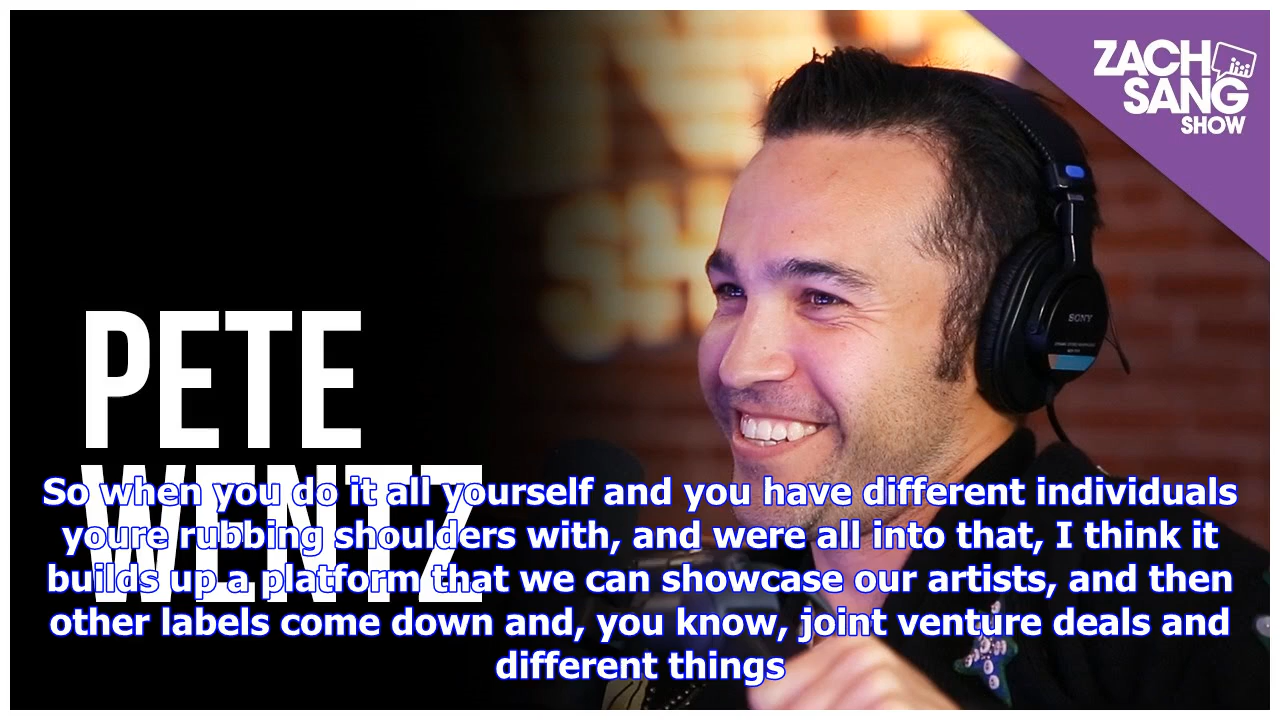 ZACH
SANG
SHOW
PETE
WENTZ
SONY
So when you do it all yourself and you have different individuals
youre rubbing shoulders with, and were all into that, I think it
builds up a platform that we can showcase our artists, and then
other labels come down and, you know, joint venture deals and
different things